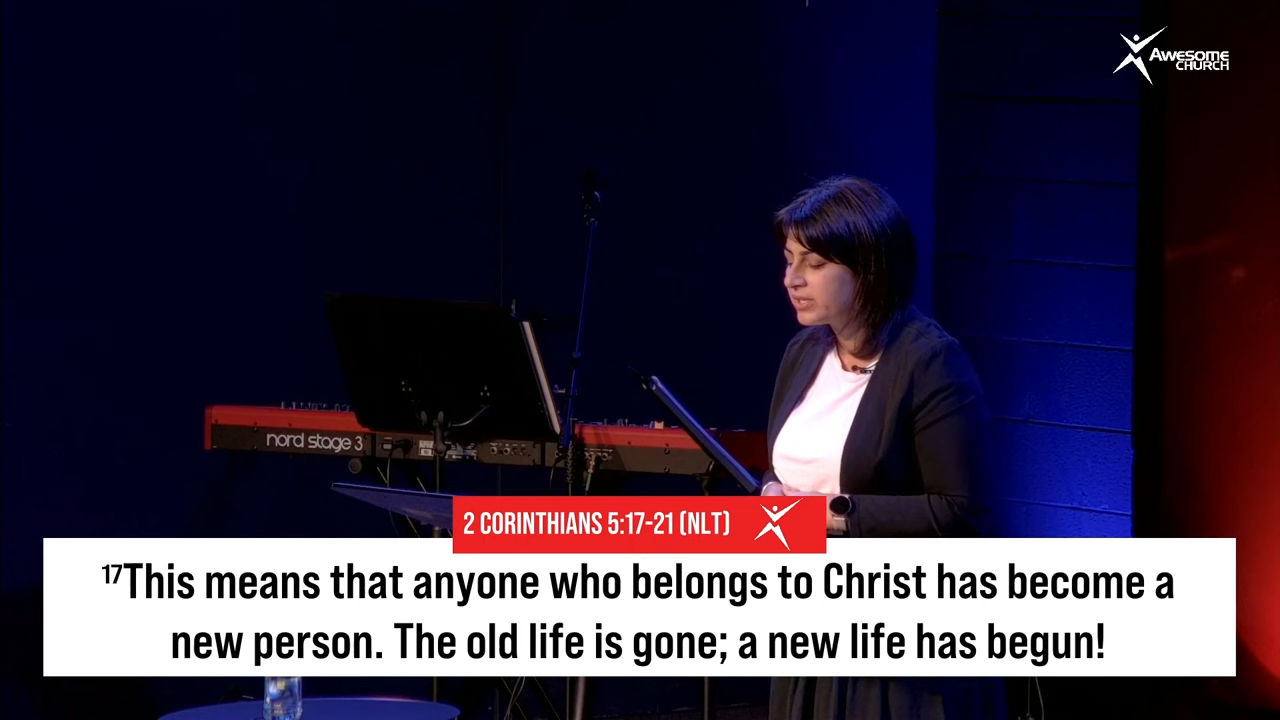 AWESOME
CHURCH
nord stage 3
2 CORINTHIANS 5:17-21 (NLT)
¹⁷This means that anyone who belongs to Christ has become a
new person. The old life is gone; a new life has begun!